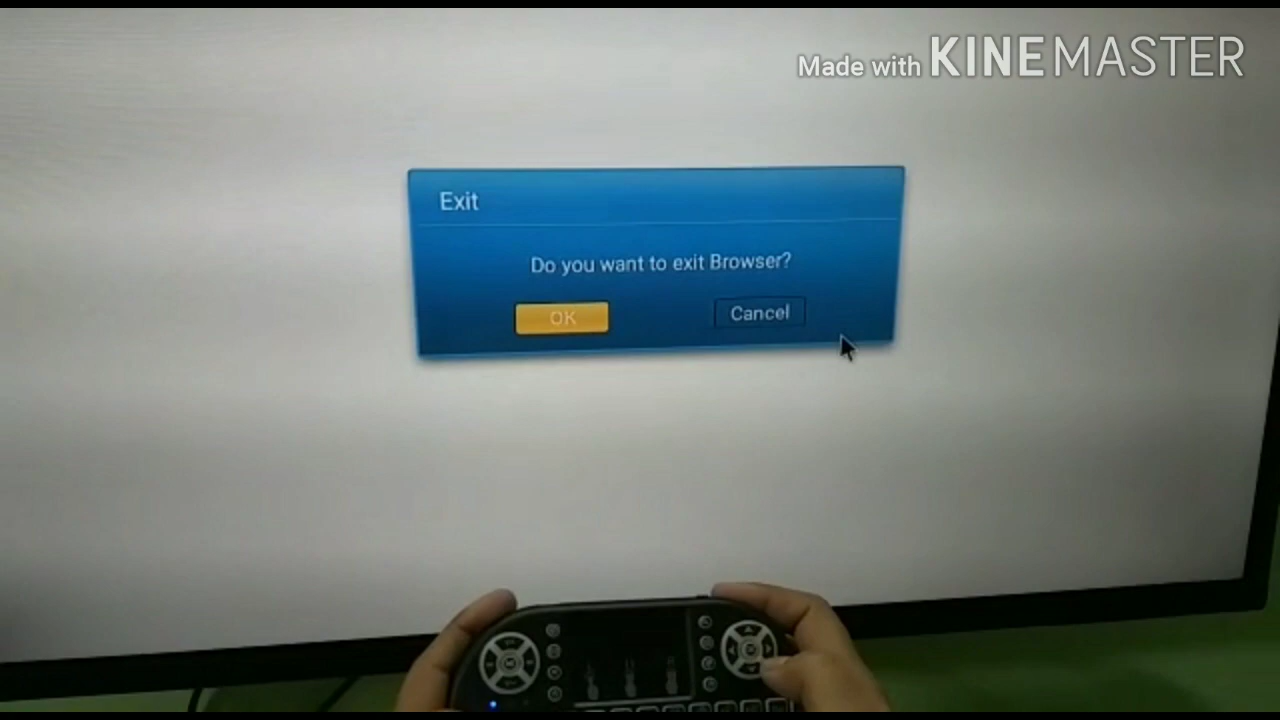 Made with KINEMASTER
Exit
Do you want to exit Browser?
OK
Cancel